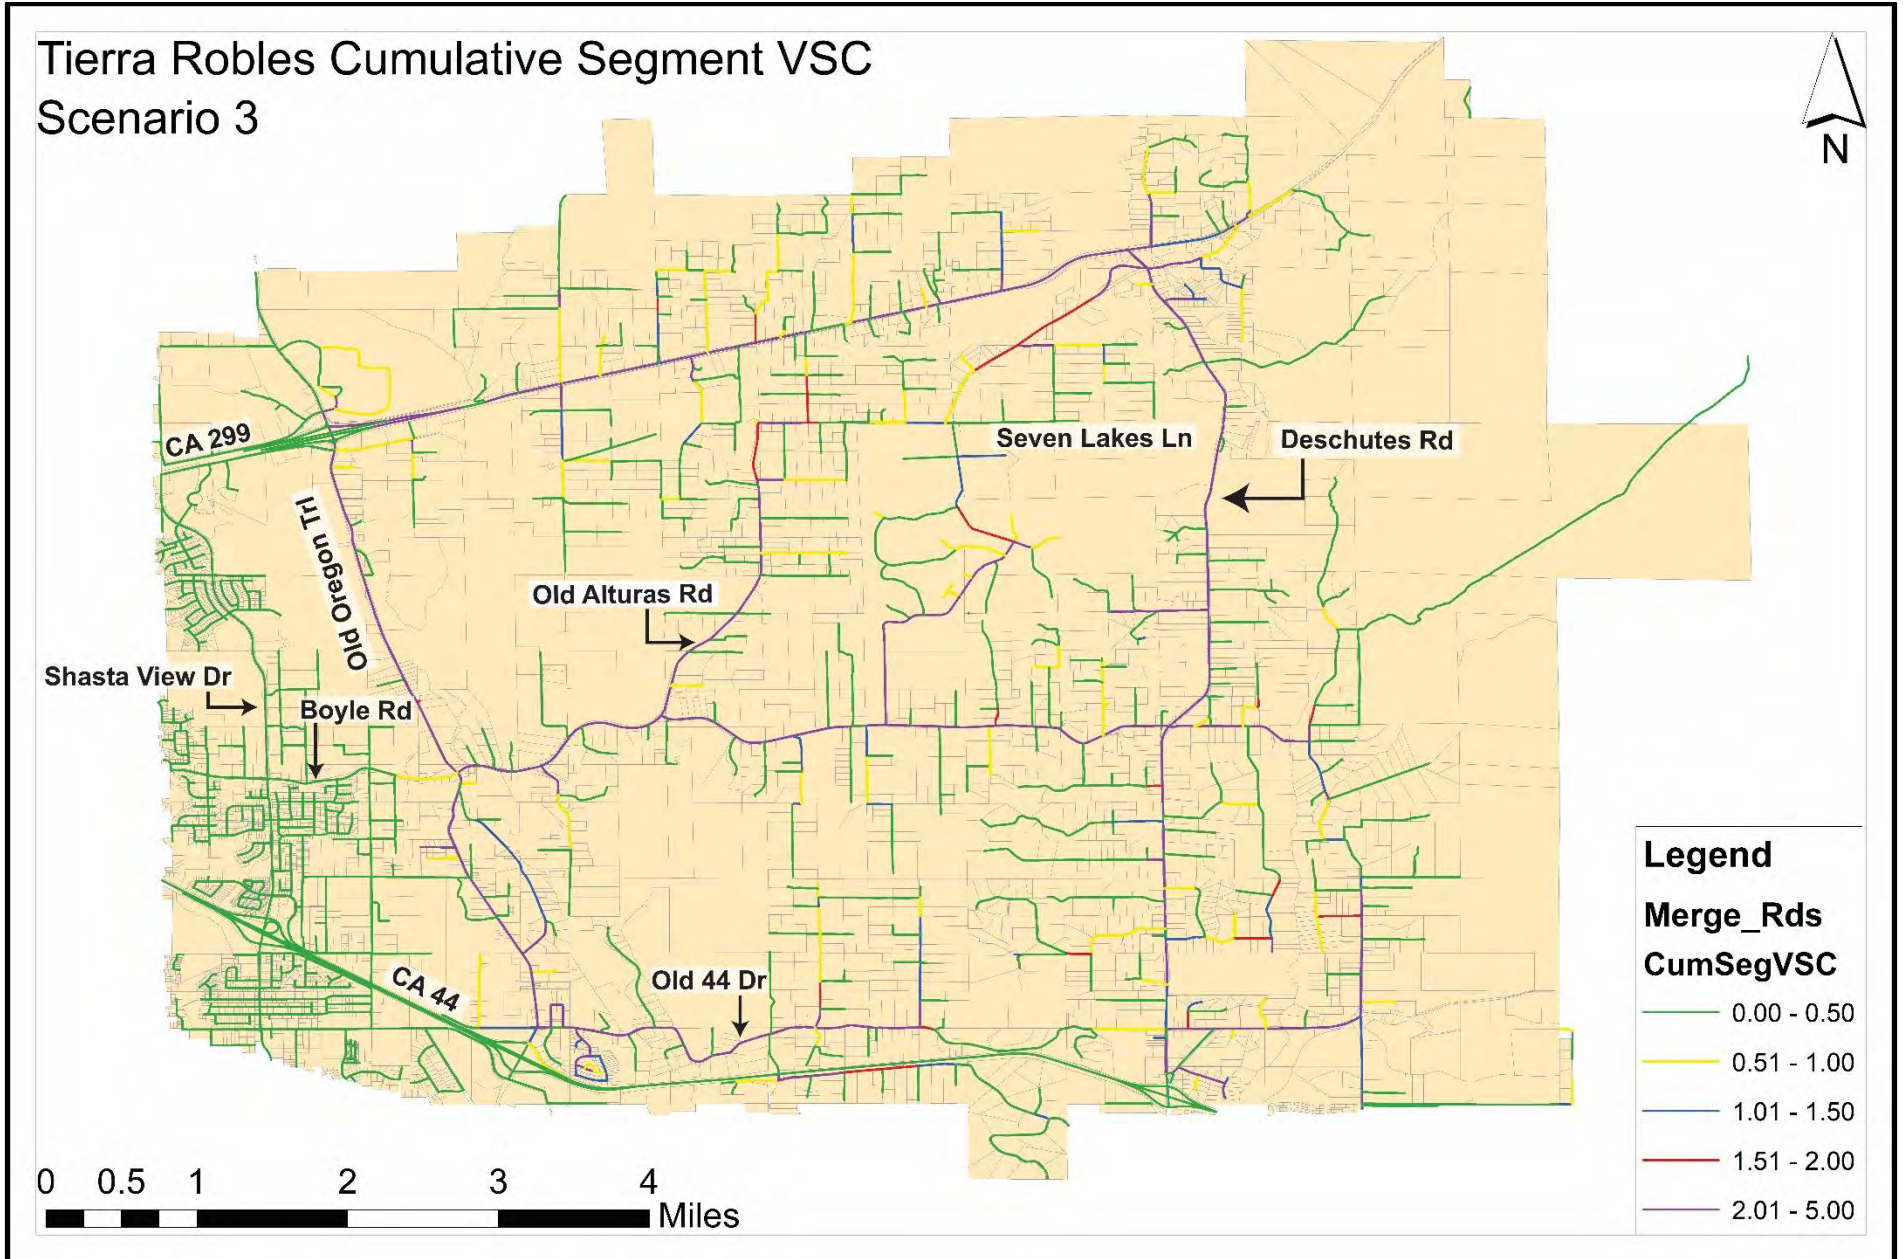 Tierra Robles Cumulative Segment VSC
Scenario 3
N
CA 299
Seven Lakes Ln
Deschutes Rd
Old Oregon Trl
Old Alturas Rd
Shasta View Dr
Boyle Rd
CA 44
Old 44 Dr
Legend
Merge_Rds
CumSegVSC
0.00 - 0.50
0.51 - 1.00
1.01 - 1.50
1.51 - 2.00
2.01 - 5.00
0 0.5 1 2 3 4
Miles